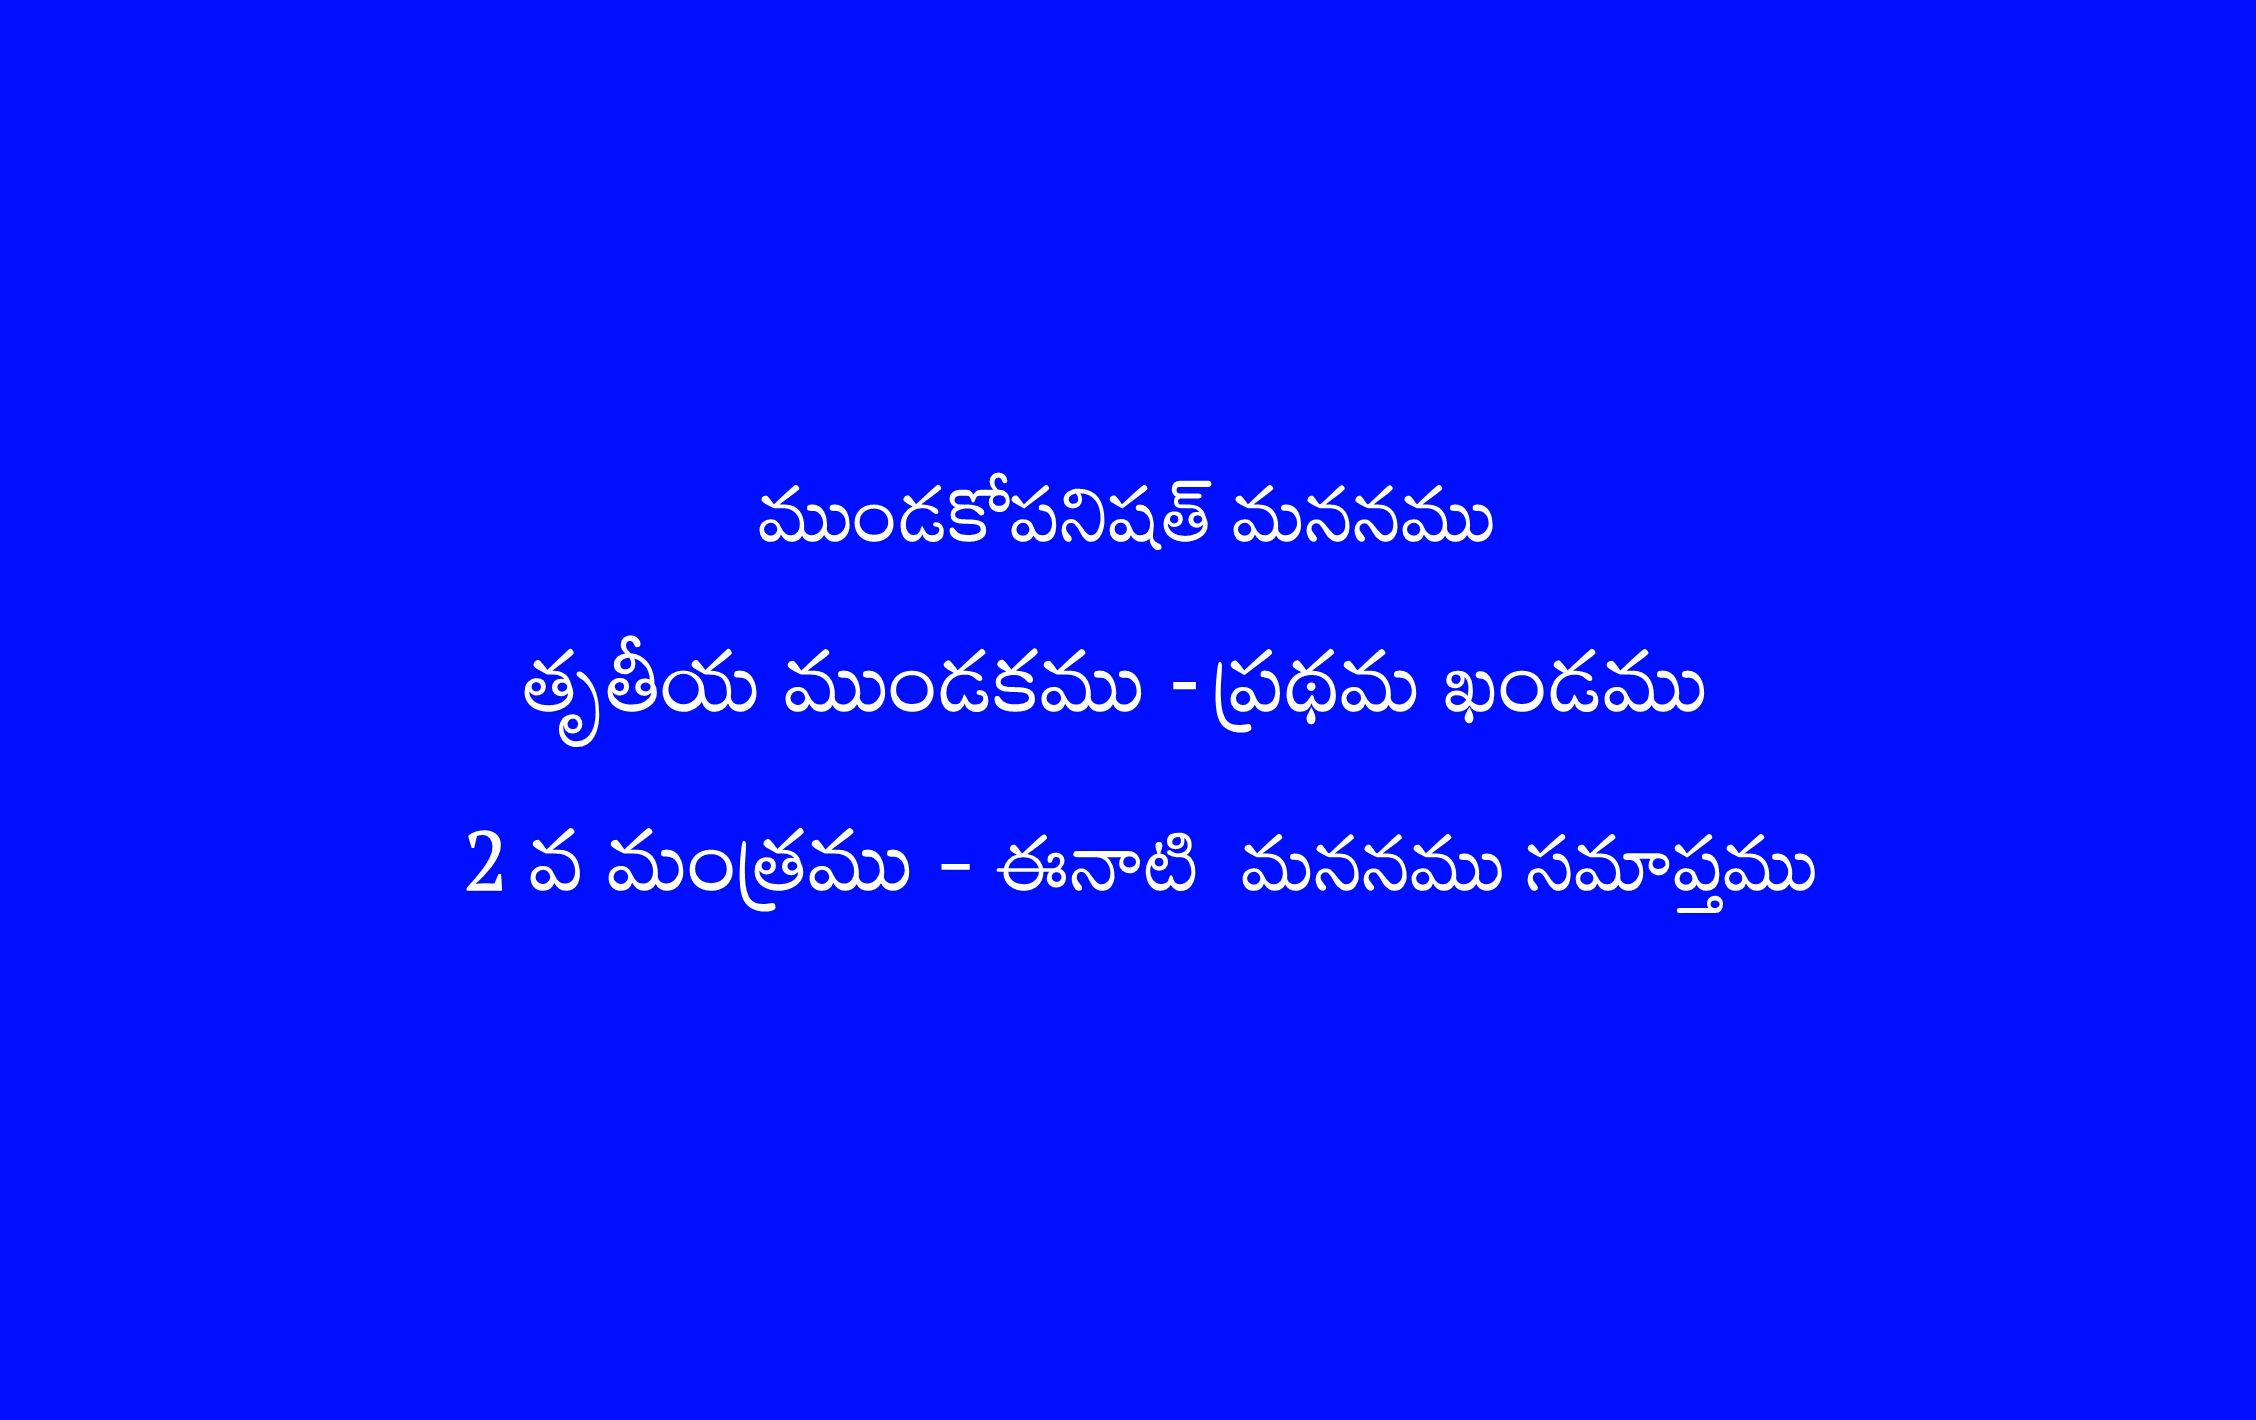 ముండకోపనిషత్ మననము
తృతీయ ముండకము - ప్రథమ ఖండము
2 వ మంత్రము - ఈనాటి మననము సమాప్తము